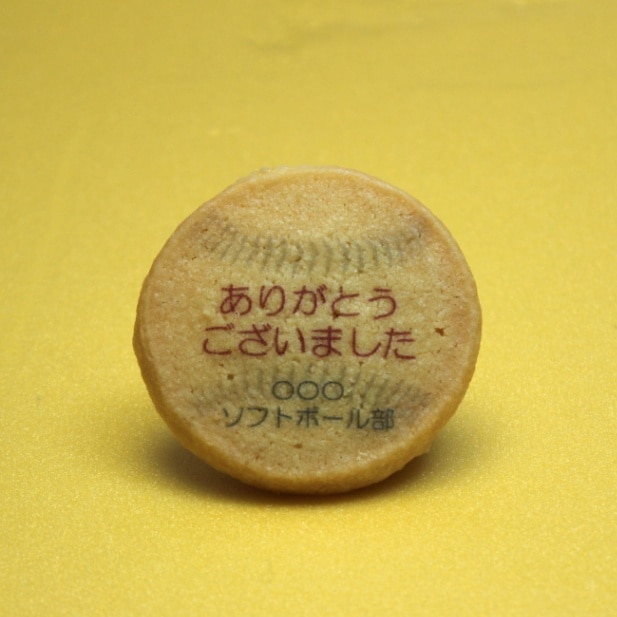 ありがとう
ございました
○○○
ソフトボール部